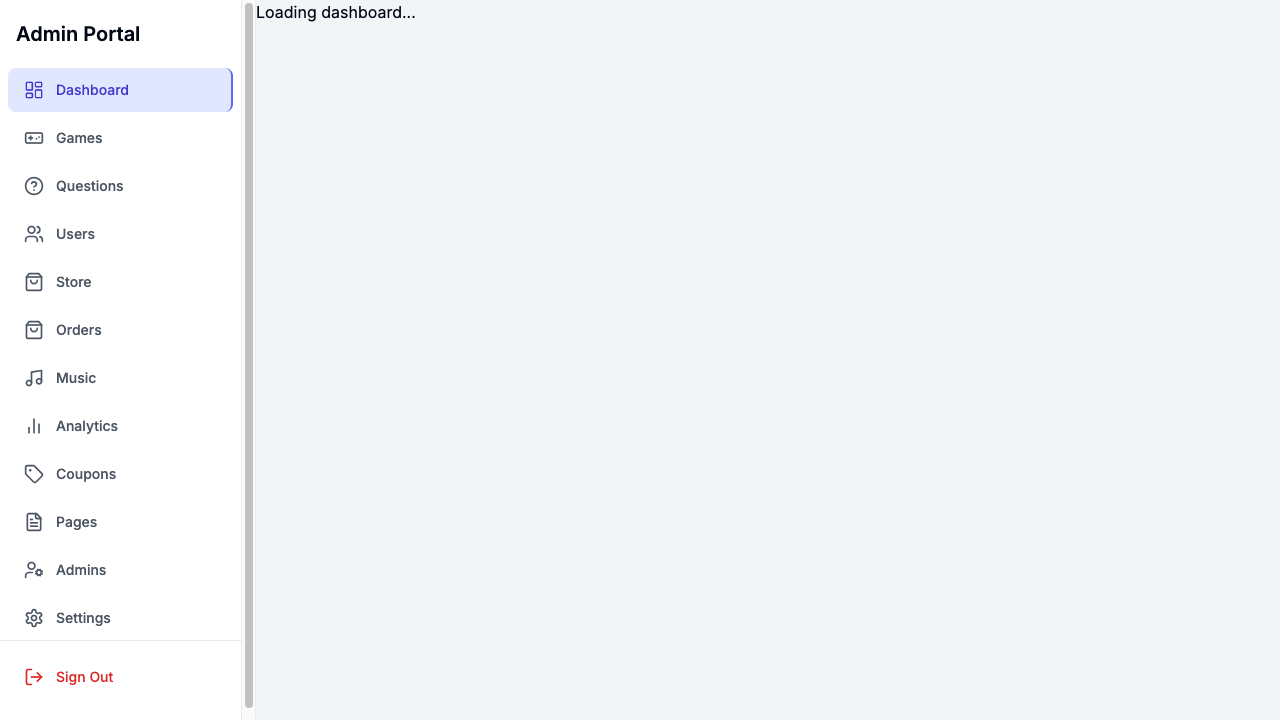 Admin Portal
Dashboard
Games
Questions
Users
Store
Orders
Music
Analytics
Coupons
Pages
Admins
Settings
Sign Out
Loading dashboard...